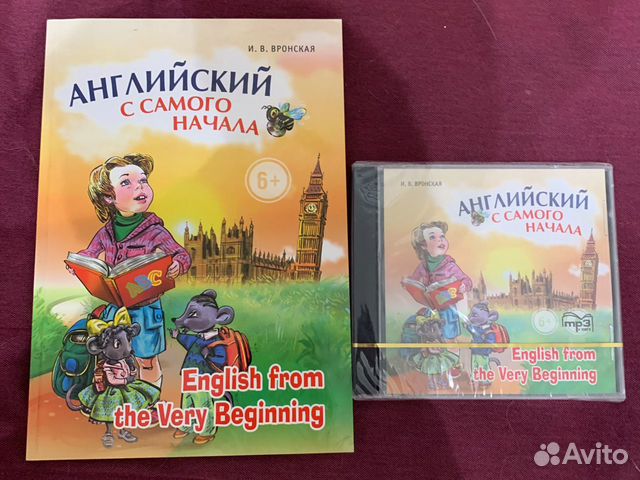 И. В. ВРОНСКАЯ
АНГЛИЙСКИЙ
С САМОГО
НАЧАЛА
6+
ABC
English from
the Very Beginning
И. В. ВРОНСКАЯ
АНГЛИЙСКИЙ
С САМОГО
НАЧАЛА
6+
mp3
English from
the Very Beginning
Avito